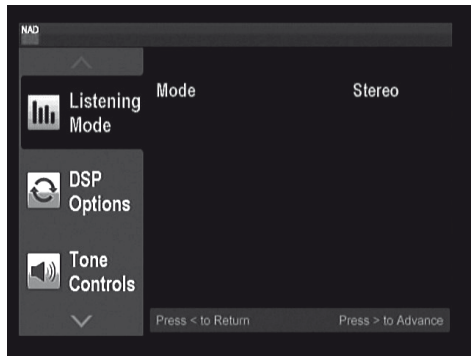 NAD
Listening
Mode
Mode Stereo
DSP
Options
Tone
Controls
Press < to Return Press > to Advance